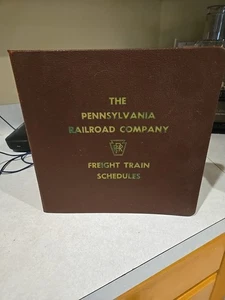 THE
PENNSYLVANIA
RAILROAD COMPANY
FREIGHT TRAIN
SCHEDULES